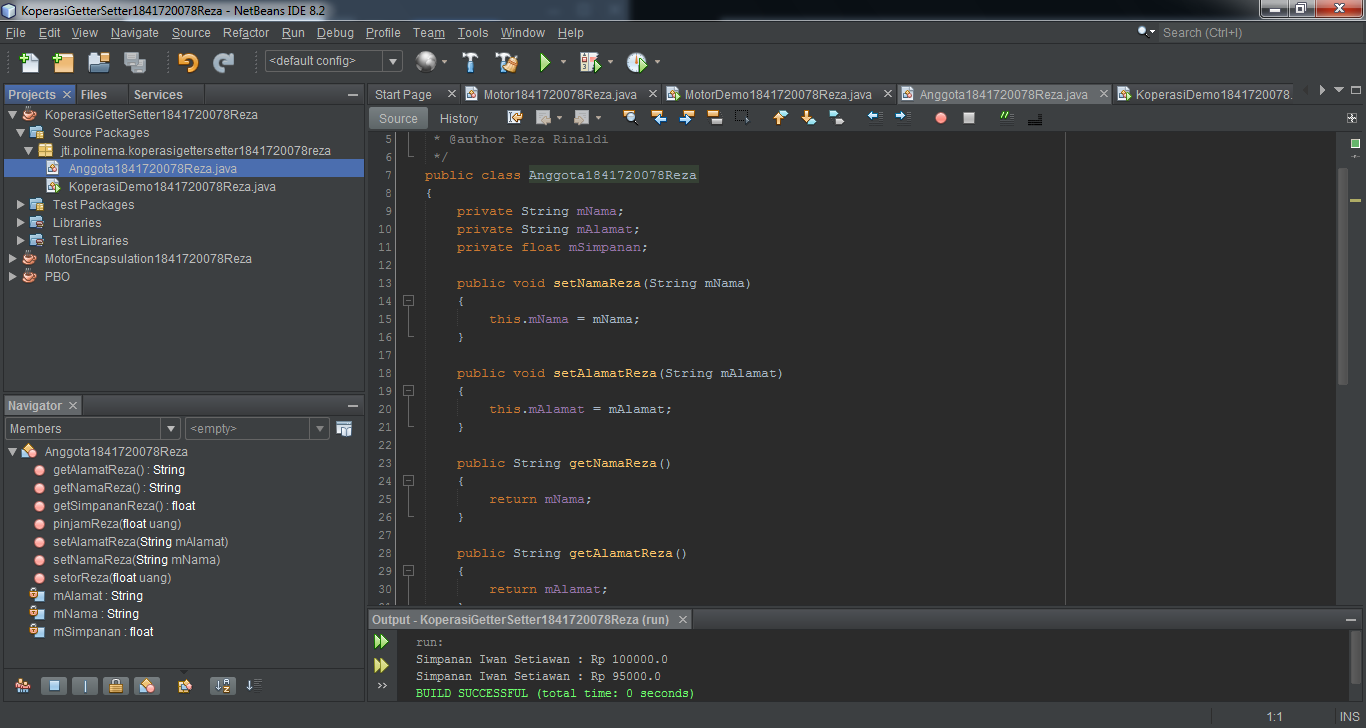 KoperasiGetterSetter1841720078Reza - NetBeans IDE 8.2
File Edit View Navigate Source Refactor Run Debug Profile Team Tools Window Help
Search (Ctrl+I)
<default config>
Projects Files Services
KoperasiGetterSetter1841720078Reza
Source Packages
jti.polinema.koperasigettersetter1841720078reza
Anggota1841720078Reza.java
KoperasiDemo1841720078Reza.java
Test Packages
Libraries
Test Libraries
MotorEncapsulation1841720078Reza
PBO
Navigator
Members <empty>
Anggota1841720078Reza
getAlamatReza() : String
getNamaReza() : String
getSimpananReza() : float
pinjamReza(float uang)
setAlamatReza(String mAlamat)
setNamaReza(String mNama)
setorReza(float uang)
mAlamat : String
mNama : String
mSimpanan : float
Start Page Motor1841720078Reza.java MotorDemo1841720078Reza.java Anggota1841720078Reza.java KoperasiDemo1841720078.
Source History
5 * @author Reza Rinaldi
6 */
7 public class Anggota1841720078Reza
8 {
9 private String mNama;
10 private String mAlamat;
11 private float mSimpanan;
12
13 public void setNamaReza(String mNama)
14 {
15 this.mNama = mNama;
16 }
17
18 public void setAlamatReza(String mAlamat)
19 {
20 this.mAlamat = mAlamat;
21 }
22
23 public String getNamaReza()
24 {
25 return mNama;
26 }
27
28 public String getAlamatReza()
29 {
30 return mAlamat;
Output - KoperasiGetterSetter1841720078Reza (run)
run:
Simpanan Iwan Setiawan : Rp 100000.0
Simpanan Iwan Setiawan : Rp 95000.0
BUILD SUCCESSFUL (total time: 0 seconds)
1:1 INS